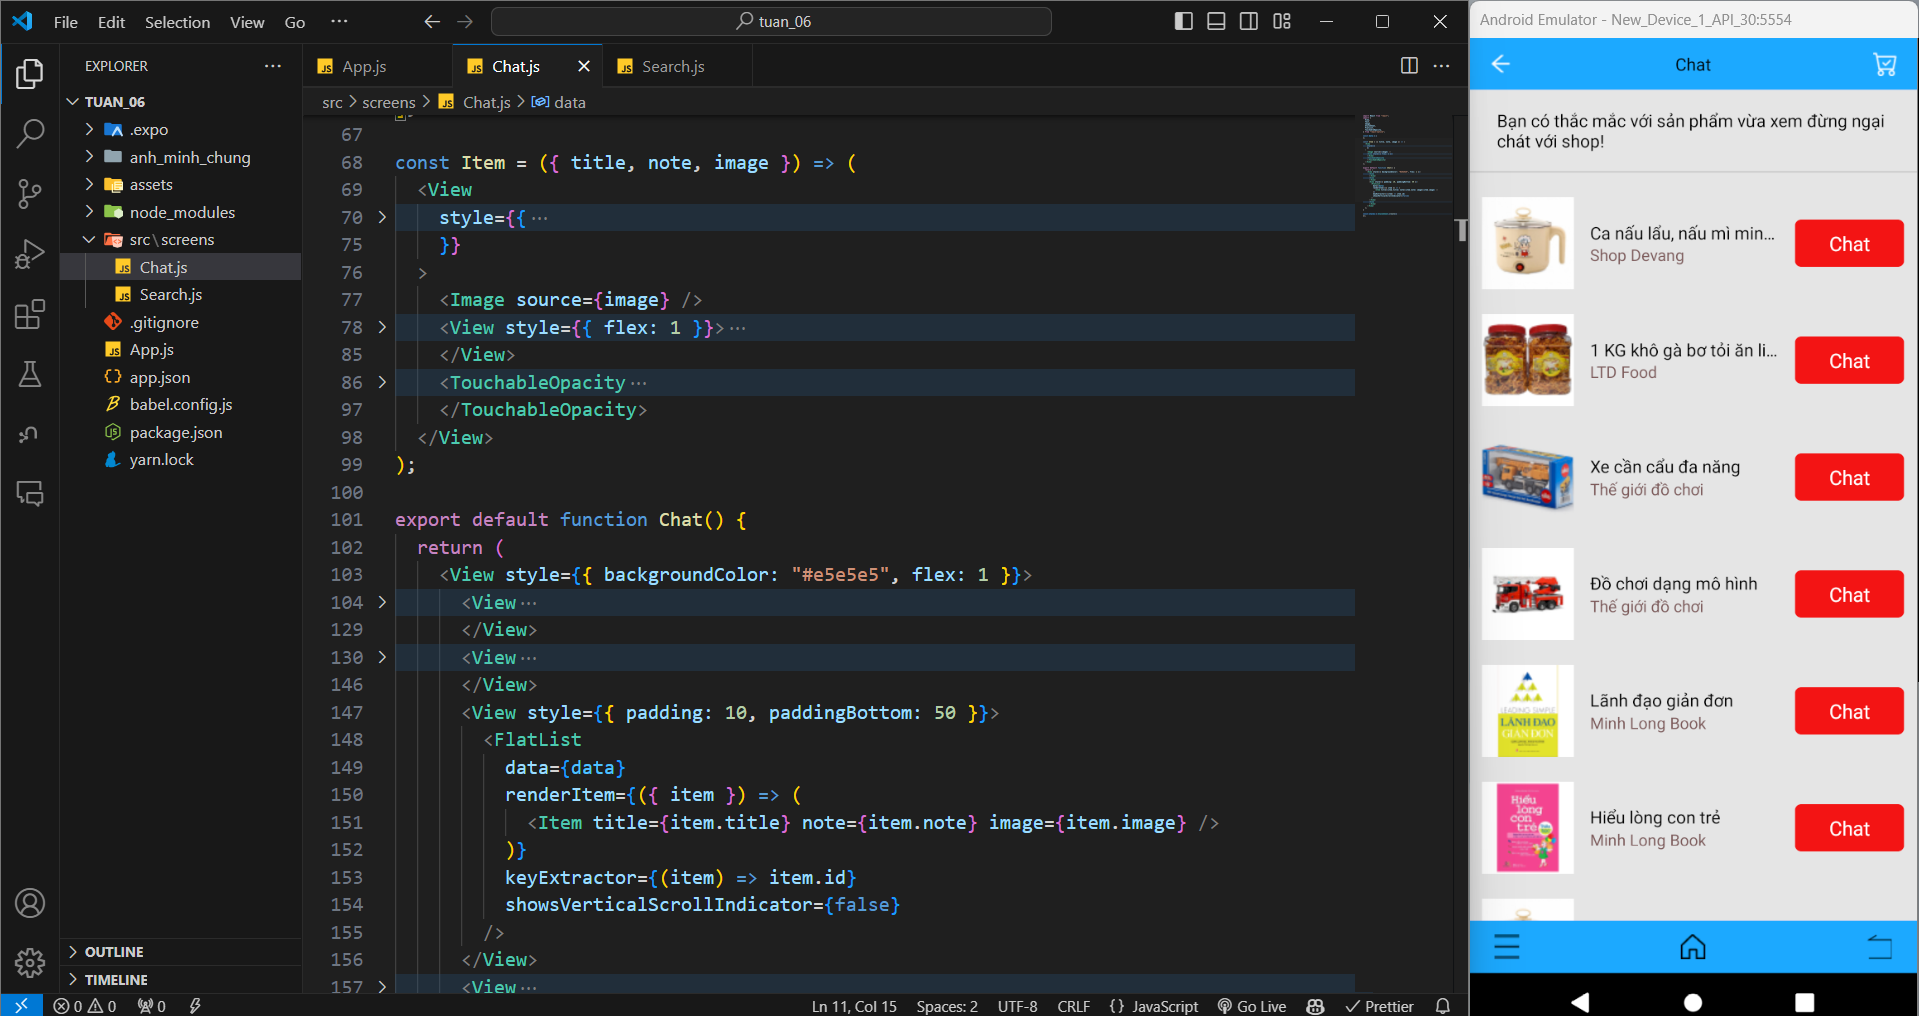 File Edit Selection View Go ···
tuan_06
EXPLORER
TUAN_06
.expo
anh_minh_chung
assets
node_modules
src\screens
Chat.js
Search.js
.gitignore
App.js
app.json
babel.config.js
package.json
yarn.lock
OUTLINE
TIMELINE
App.js
Chat.js
Search.js
src > screens > Chat.js > data
67
68 const Item = ({ title, note, image }) => (
69 <View
70 style={{ ···
75 }}
76 >
77 <Image source={image} />
78 <View style={{ flex: 1 }}> ···
85 </View>
86 <TouchableOpacity ···
97 </TouchableOpacity>
98 </View>
99 );
100
101 export default function Chat() {
102 return (
103 <View style={{ backgroundColor: "#e5e5e5", flex: 1 }}>
104 <View ···
129 </View>
130 <View ···
146 </View>
147 <View style={{ padding: 10, paddingBottom: 50 }}>
148 <FlatList
149 data={data}
150 renderItem={({ item }) => (
151 <Item title={item.title} note={item.note} image={item.image} />
152 )}
153 keyExtractor={(item) => item.id}
154 showsVerticalScrollIndicator={false}
155 />
156 </View>
157 <View ···
0 0 0 Ln 11, Col 15 Spaces: 2 UTF-8 CRLF {} JavaScript Go Live Prettier
Android Emulator - New_Device_1_API_30:5554
Chat
Bạn có thắc mắc với sản phẩm vừa xem đừng ngại
chát với shop!
Ca nấu lẩu, nấu mì min...
Shop Devang
Chat
1 KG khô gà bơ tỏi ăn li...
LTD Food
Chat
Xe cần cẩu đa năng
Thế giới đồ chơi
Chat
Đồ chơi dạng mô hình
Thế giới đồ chơi
Chat
LEADING SIMPLE
LÃNH ĐẠO
GIẢN ĐƠN
Lãnh đạo giản đơn
Minh Long Book
Chat
Hiểu
lòng
con
trẻ
Hiểu lòng con trẻ
Minh Long Book
Chat